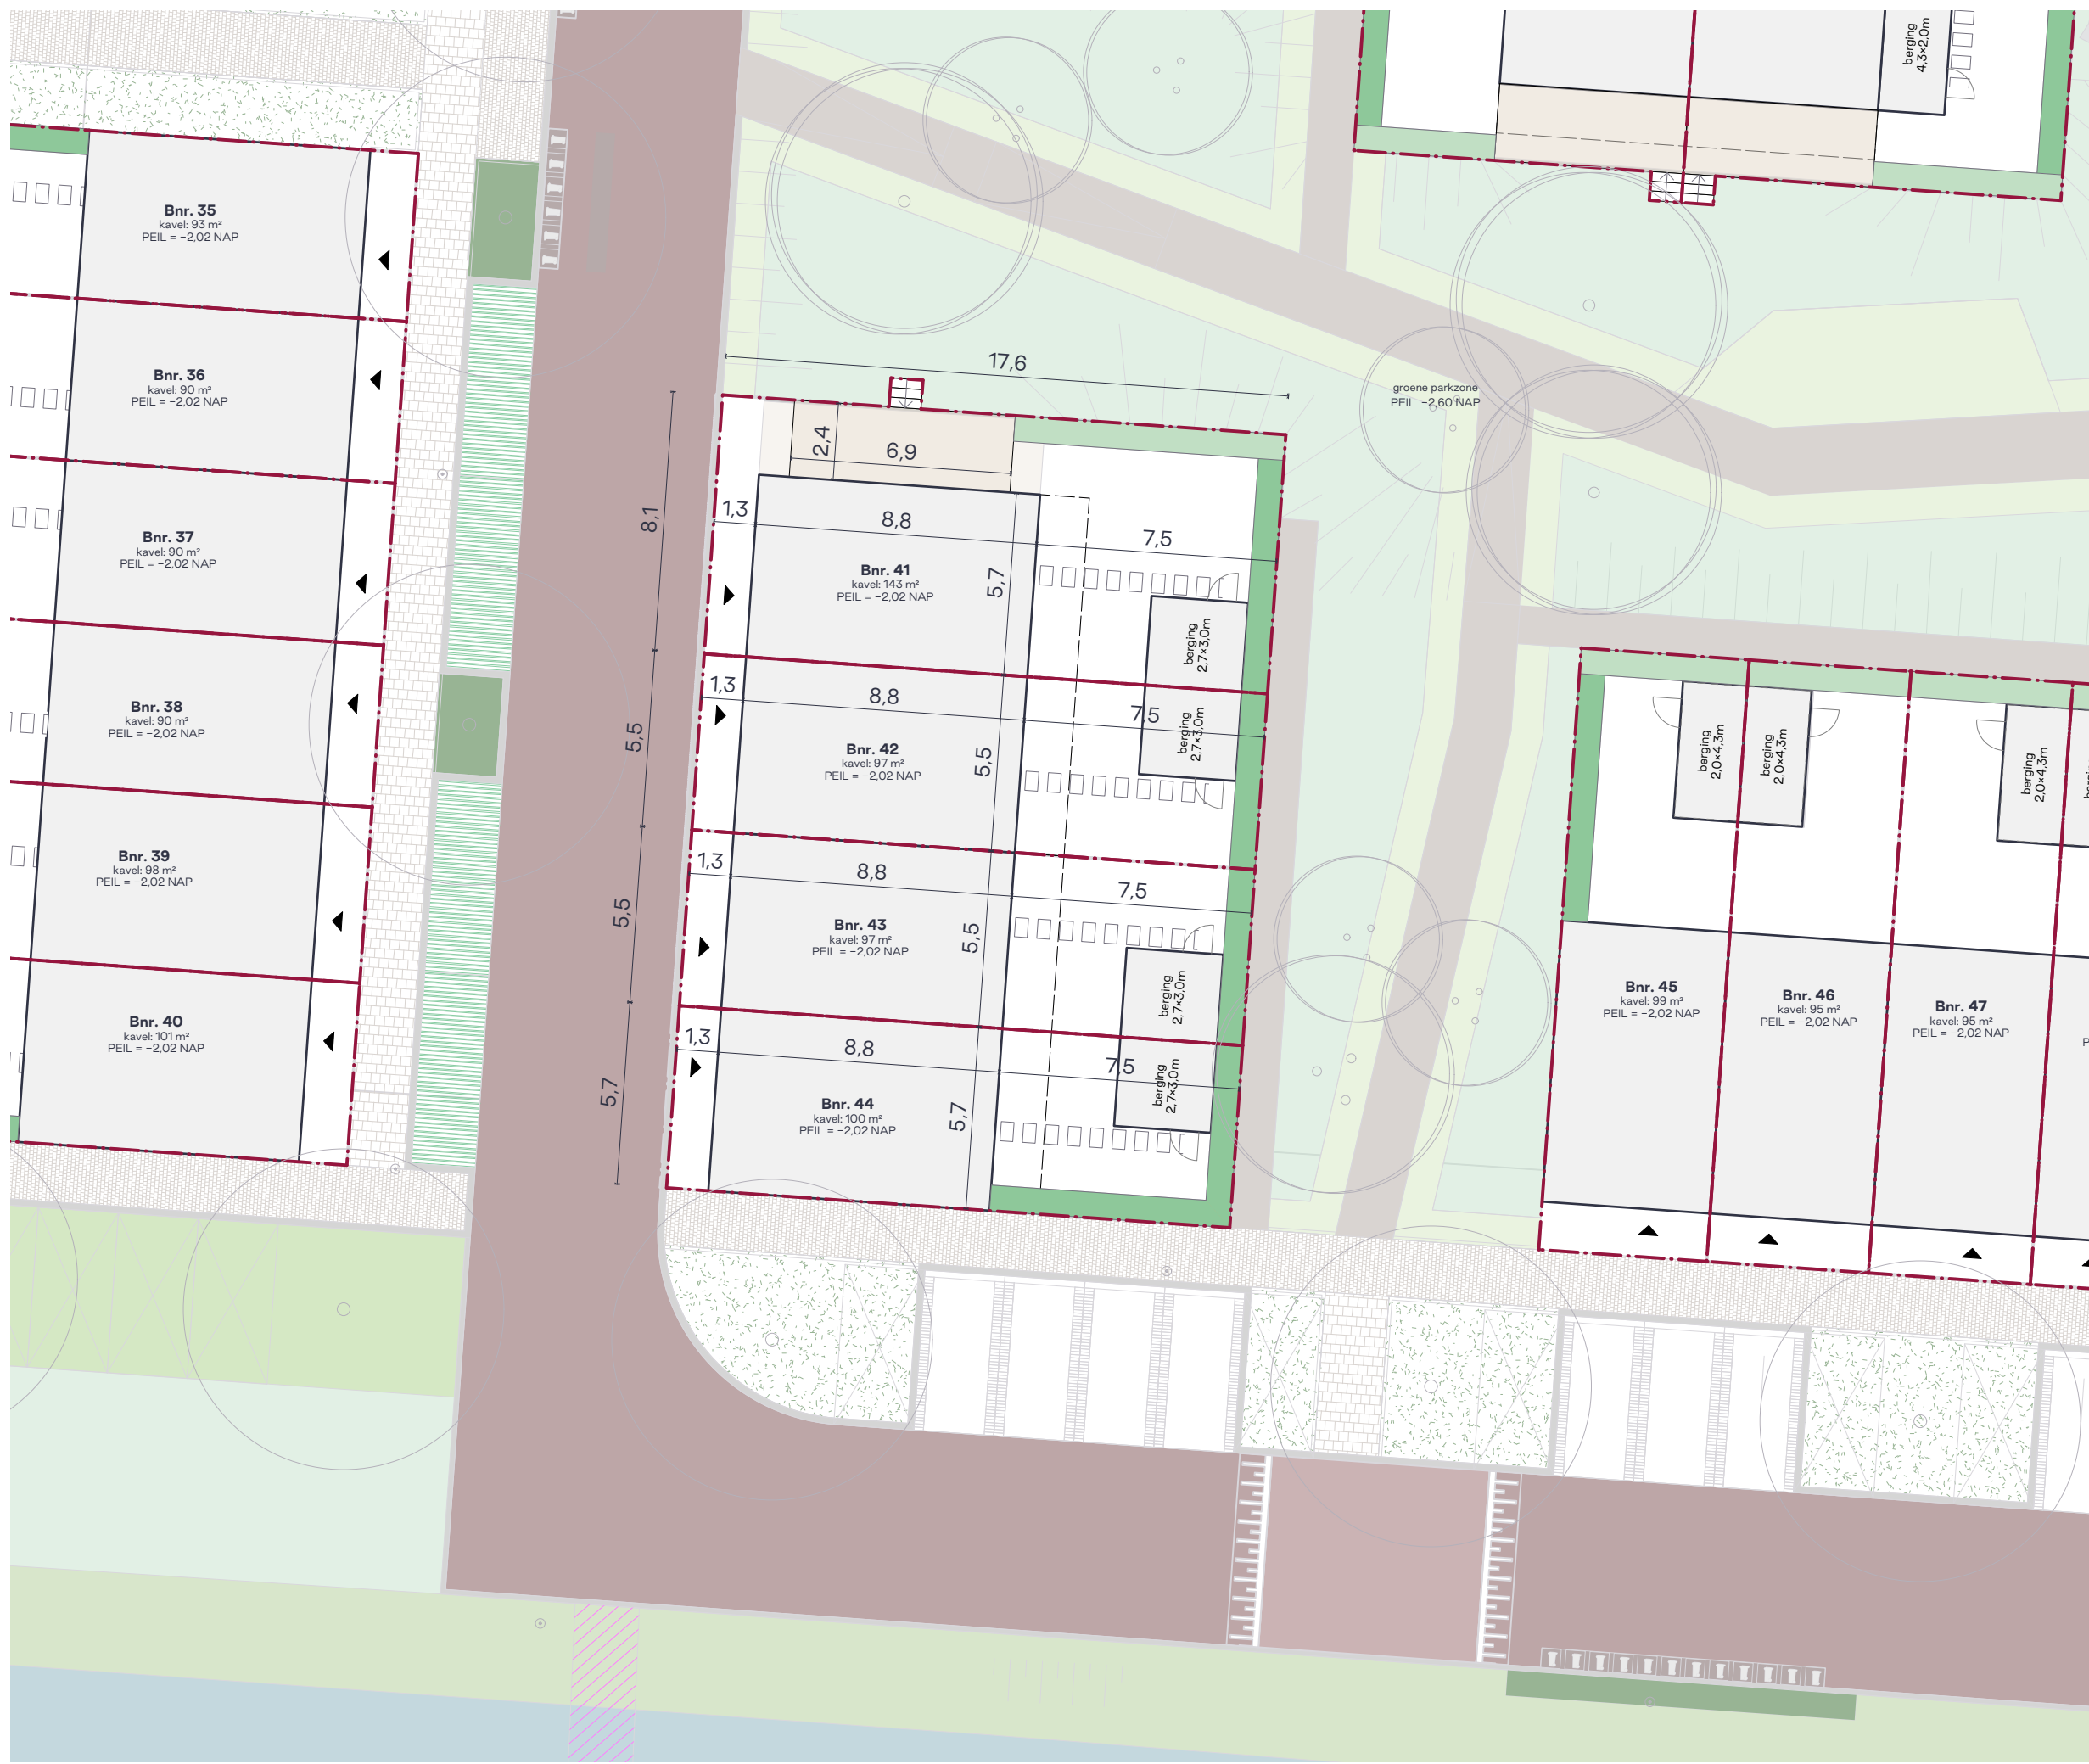 berging
4,3×2,0m
Bnr. 35
kavel: 93 m²
PEIL = −2,02 NAP
Bnr. 36
kavel: 90 m²
PEIL = −2,02 NAP
Bnr. 37
kavel: 90 m²
PEIL = −2,02 NAP
Bnr. 38
kavel: 90 m²
PEIL = −2,02 NAP
Bnr. 39
kavel: 98 m²
PEIL = −2,02 NAP
Bnr. 40
kavel: 101 m²
PEIL = −2,02 NAP
17,6
groene parkzone
PEIL −2,60 NAP
2,4
6,9
8,1
5,5
5,5
5,7
1,3
8,8
7,5
Bnr. 41
kavel: 143 m²
PEIL = −2,02 NAP
5,7
berging
2,7×3,0m
1,3
8,8
7,5
Bnr. 42
kavel: 97 m²
PEIL = −2,02 NAP
5,5
berging
2,7×3,0m
1,3
8,8
7,5
Bnr. 43
kavel: 97 m²
PEIL = −2,02 NAP
5,5
berging
2,7×3,0m
1,3
8,8
7,5
Bnr. 44
kavel: 100 m²
PEIL = −2,02 NAP
5,7
berging
2,7×3,0m
berging
2,0×4,3m
berging
2,0×4,3m
berging
2,0×4,3m
Bnr. 45
kavel: 99 m²
PEIL = −2,02 NAP
Bnr. 46
kavel: 95 m²
PEIL = −2,02 NAP
Bnr. 47
kavel: 95 m²
PEIL = −2,02 NAP